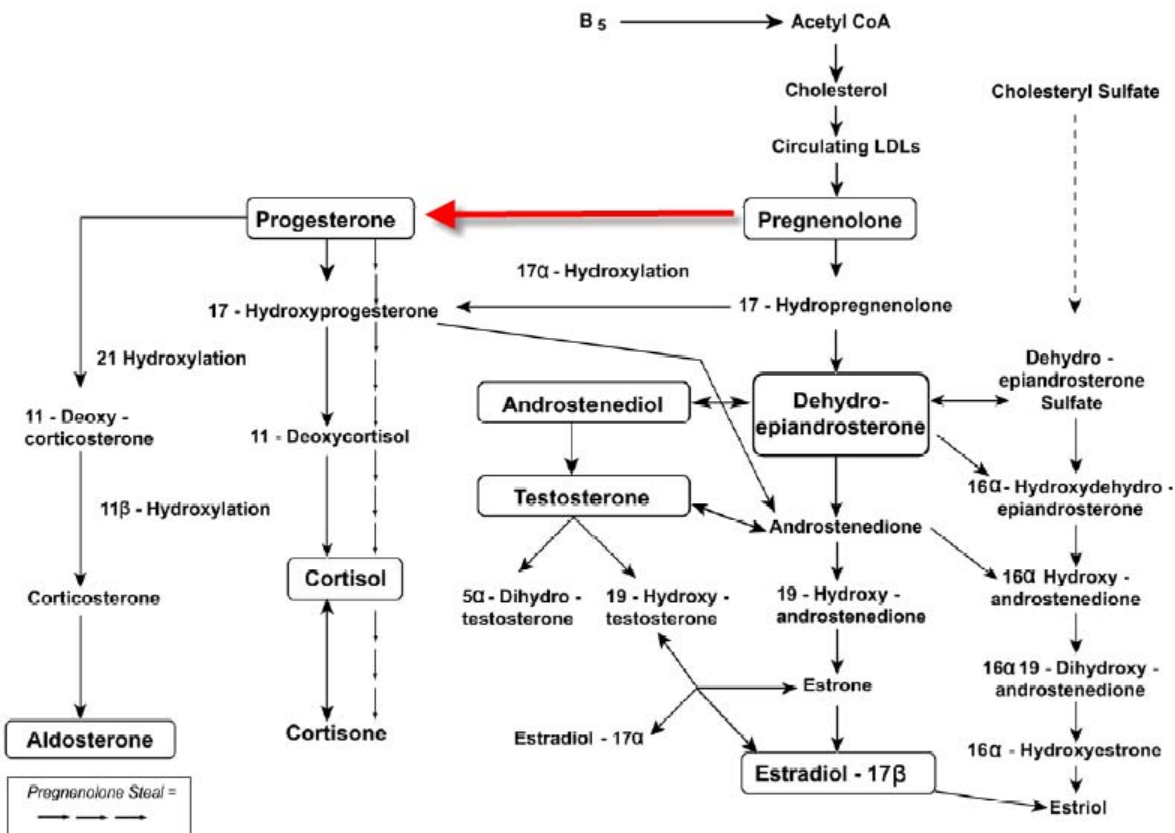 B 5
Acetyl CoA
Cholesterol
Cholesteryl Sulfate
Circulating LDLs
Progesterone
Pregnenolone
17α - Hydroxylation
17 - Hydroxyprogesterone
17 - Hydropregnenolone
21 Hydroxylation
Androstenediol
Dehydro-
epiandrosterone
Dehydro -
epiandrosterone
Sulfate
11 - Deoxy -
corticosterone
11 - Deoxycortisol
Testosterone
16α- Hydroxydehydro -
epiandrosterone
11β - Hydroxylation
Androstenedione
Cortisol
Corticosterone
5α - Dihydro -
testosterone
19 - Hydroxy -
testosterone
19 - Hydroxy -
androstenedione
16α Hydroxy -
androstenedione
Estrone
16α 19 - Dihydroxy -
androstenedione
Aldosterone
Cortisone
Estradiol - 17α
16α - Hydroxyestrone
Estradiol - 17β
Estriol
Pregnenolone Steal =